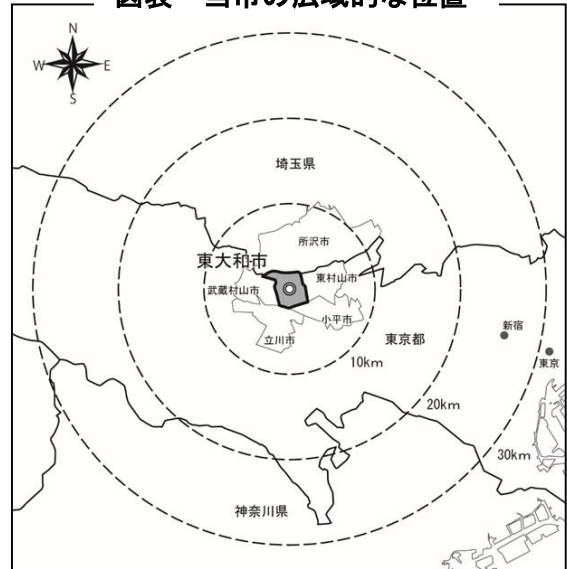 図表 当市の広域的な位置
N
W
E
S
埼玉県
所沢市
東大和市
東村山市
武蔵村山市
小平市
立川市
東京都
新宿
東京
10km
20km
30km
神奈川県